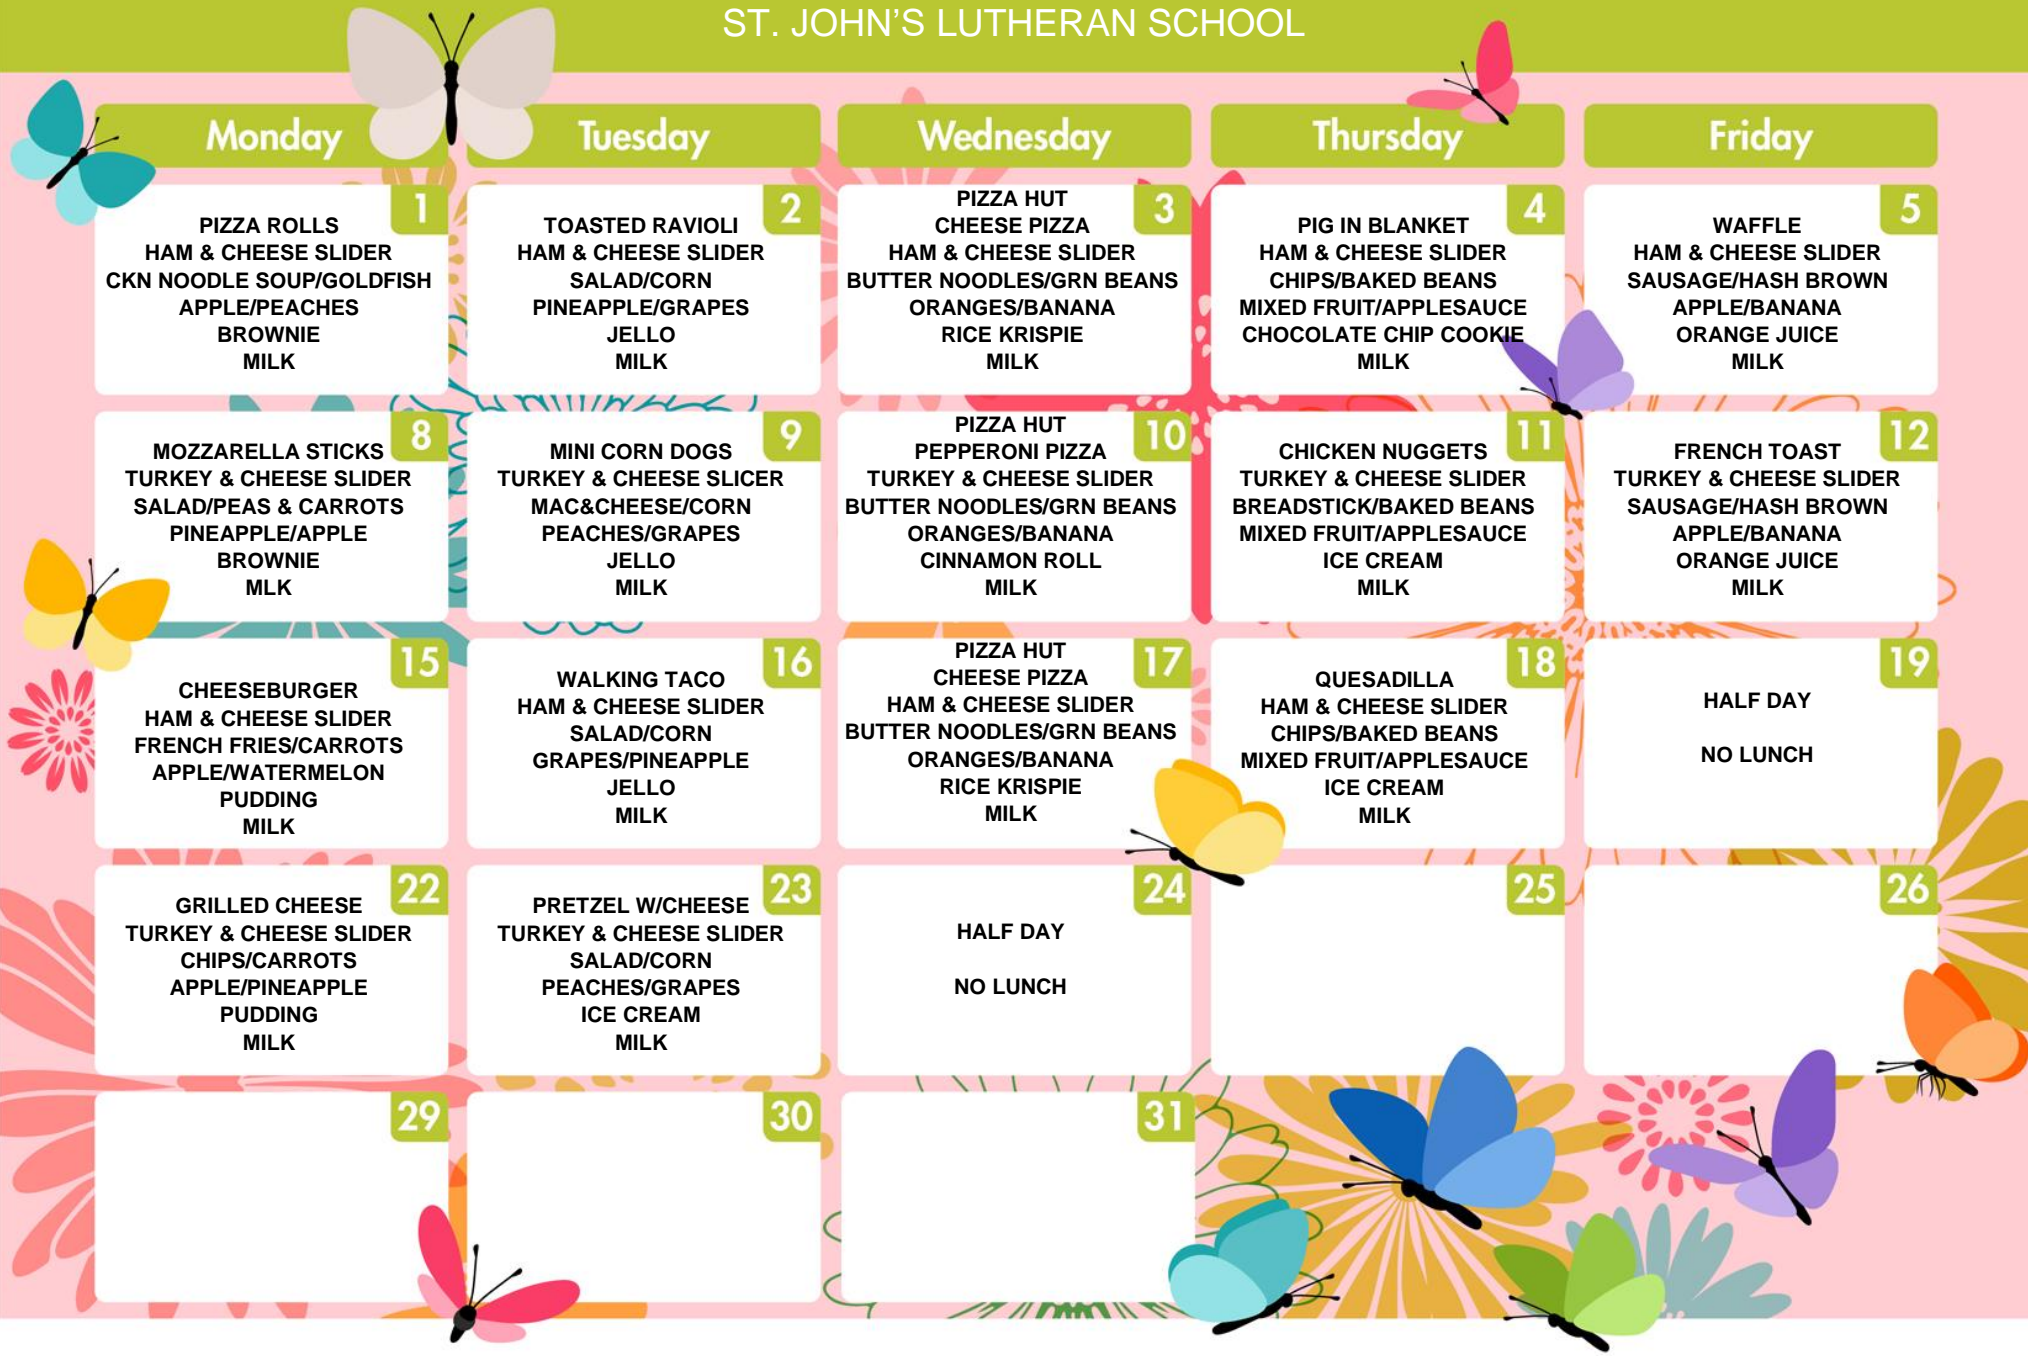 ST. JOHN'S LUTHERAN SCHOOL
Monday
Tuesday
Wednesday
Thursday
Friday
1
PIZZA ROLLS
HAM & CHEESE SLIDER
CKN NOODLE SOUP/GOLDFISH
APPLE/PEACHES
BROWNIE
MILK
2
TOASTED RAVIOLI
HAM & CHEESE SLIDER
SALAD/CORN
PINEAPPLE/GRAPES
JELLO
MILK
3
PIZZA HUT
CHEESE PIZZA
HAM & CHEESE SLIDER
BUTTER NOODLES/GRN BEANS
ORANGES/BANANA
RICE KRISPIE
MILK
4
PIG IN BLANKET
HAM & CHEESE SLIDER
CHIPS/BAKED BEANS
MIXED FRUIT/APPLESAUCE
CHOCOLATE CHIP COOKIE
MILK
5
WAFFLE
HAM & CHEESE SLIDER
SAUSAGE/HASH BROWN
APPLE/BANANA
ORANGE JUICE
MILK
8
MOZZARELLA STICKS
TURKEY & CHEESE SLIDER
SALAD/PEAS & CARROTS
PINEAPPLE/APPLE
BROWNIE
MLK
9
MINI CORN DOGS
TURKEY & CHEESE SLICER
MAC&CHEESE/CORN
PEACHES/GRAPES
JELLO
MILK
10
PIZZA HUT
PEPPERONI PIZZA
TURKEY & CHEESE SLIDER
BUTTER NOODLES/GRN BEANS
ORANGES/BANANA
CINNAMON ROLL
MILK
11
CHICKEN NUGGETS
TURKEY & CHEESE SLIDER
BREADSTICK/BAKED BEANS
MIXED FRUIT/APPLESAUCE
ICE CREAM
MILK
12
FRENCH TOAST
TURKEY & CHEESE SLIDER
SAUSAGE/HASH BROWN
APPLE/BANANA
ORANGE JUICE
MILK
15
CHEESEBURGER
HAM & CHEESE SLIDER
FRENCH FRIES/CARROTS
APPLE/WATERMELON
PUDDING
MILK
16
WALKING TACO
HAM & CHEESE SLIDER
SALAD/CORN
GRAPES/PINEAPPLE
JELLO
MILK
17
PIZZA HUT
CHEESE PIZZA
HAM & CHEESE SLIDER
BUTTER NOODLES/GRN BEANS
ORANGES/BANANA
RICE KRISPIE
MILK
18
QUESADILLA
HAM & CHEESE SLIDER
CHIPS/BAKED BEANS
MIXED FRUIT/APPLESAUCE
ICE CREAM
MILK
19
HALF DAY
NO LUNCH
22
GRILLED CHEESE
TURKEY & CHEESE SLIDER
CHIPS/CARROTS
APPLE/PINEAPPLE
PUDDING
MILK
23
PRETZEL W/CHEESE
TURKEY & CHEESE SLIDER
SALAD/CORN
PEACHES/GRAPES
ICE CREAM
MILK
24
HALF DAY
NO LUNCH
25
26
29
30
31